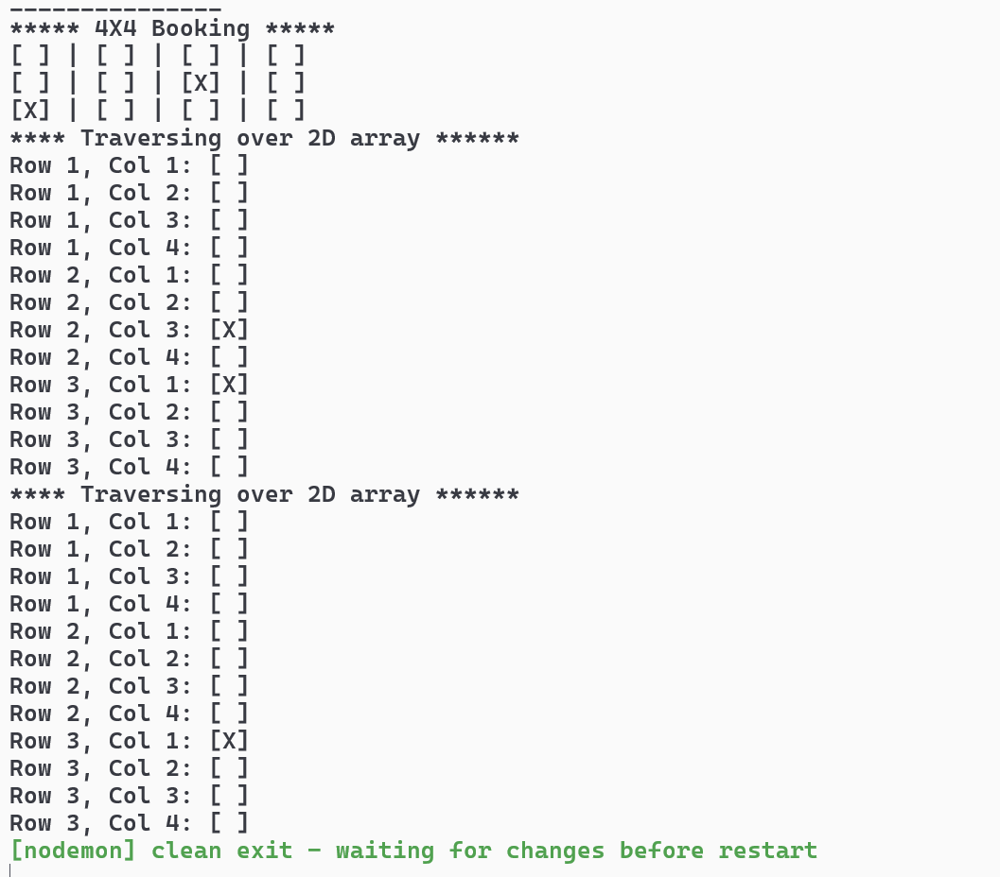 _______________
***** 4X4 Booking *****
[ ] | [ ] | [ ] | [ ]
[ ] | [ ] | [X] | [ ]
[X] | [ ] | [ ] | [ ]
**** Traversing over 2D array ******
Row 1, Col 1: [ ]
Row 1, Col 2: [ ]
Row 1, Col 3: [ ]
Row 1, Col 4: [ ]
Row 2, Col 1: [ ]
Row 2, Col 2: [ ]
Row 2, Col 3: [X]
Row 2, Col 4: [ ]
Row 3, Col 1: [X]
Row 3, Col 2: [ ]
Row 3, Col 3: [ ]
Row 3, Col 4: [ ]
**** Traversing over 2D array ******
Row 1, Col 1: [ ]
Row 1, Col 2: [ ]
Row 1, Col 3: [ ]
Row 1, Col 4: [ ]
Row 2, Col 1: [ ]
Row 2, Col 2: [ ]
Row 2, Col 3: [ ]
Row 2, Col 4: [ ]
Row 3, Col 1: [X]
Row 3, Col 2: [ ]
Row 3, Col 3: [ ]
Row 3, Col 4: [ ]
[nodemon] clean exit - waiting for changes before restart